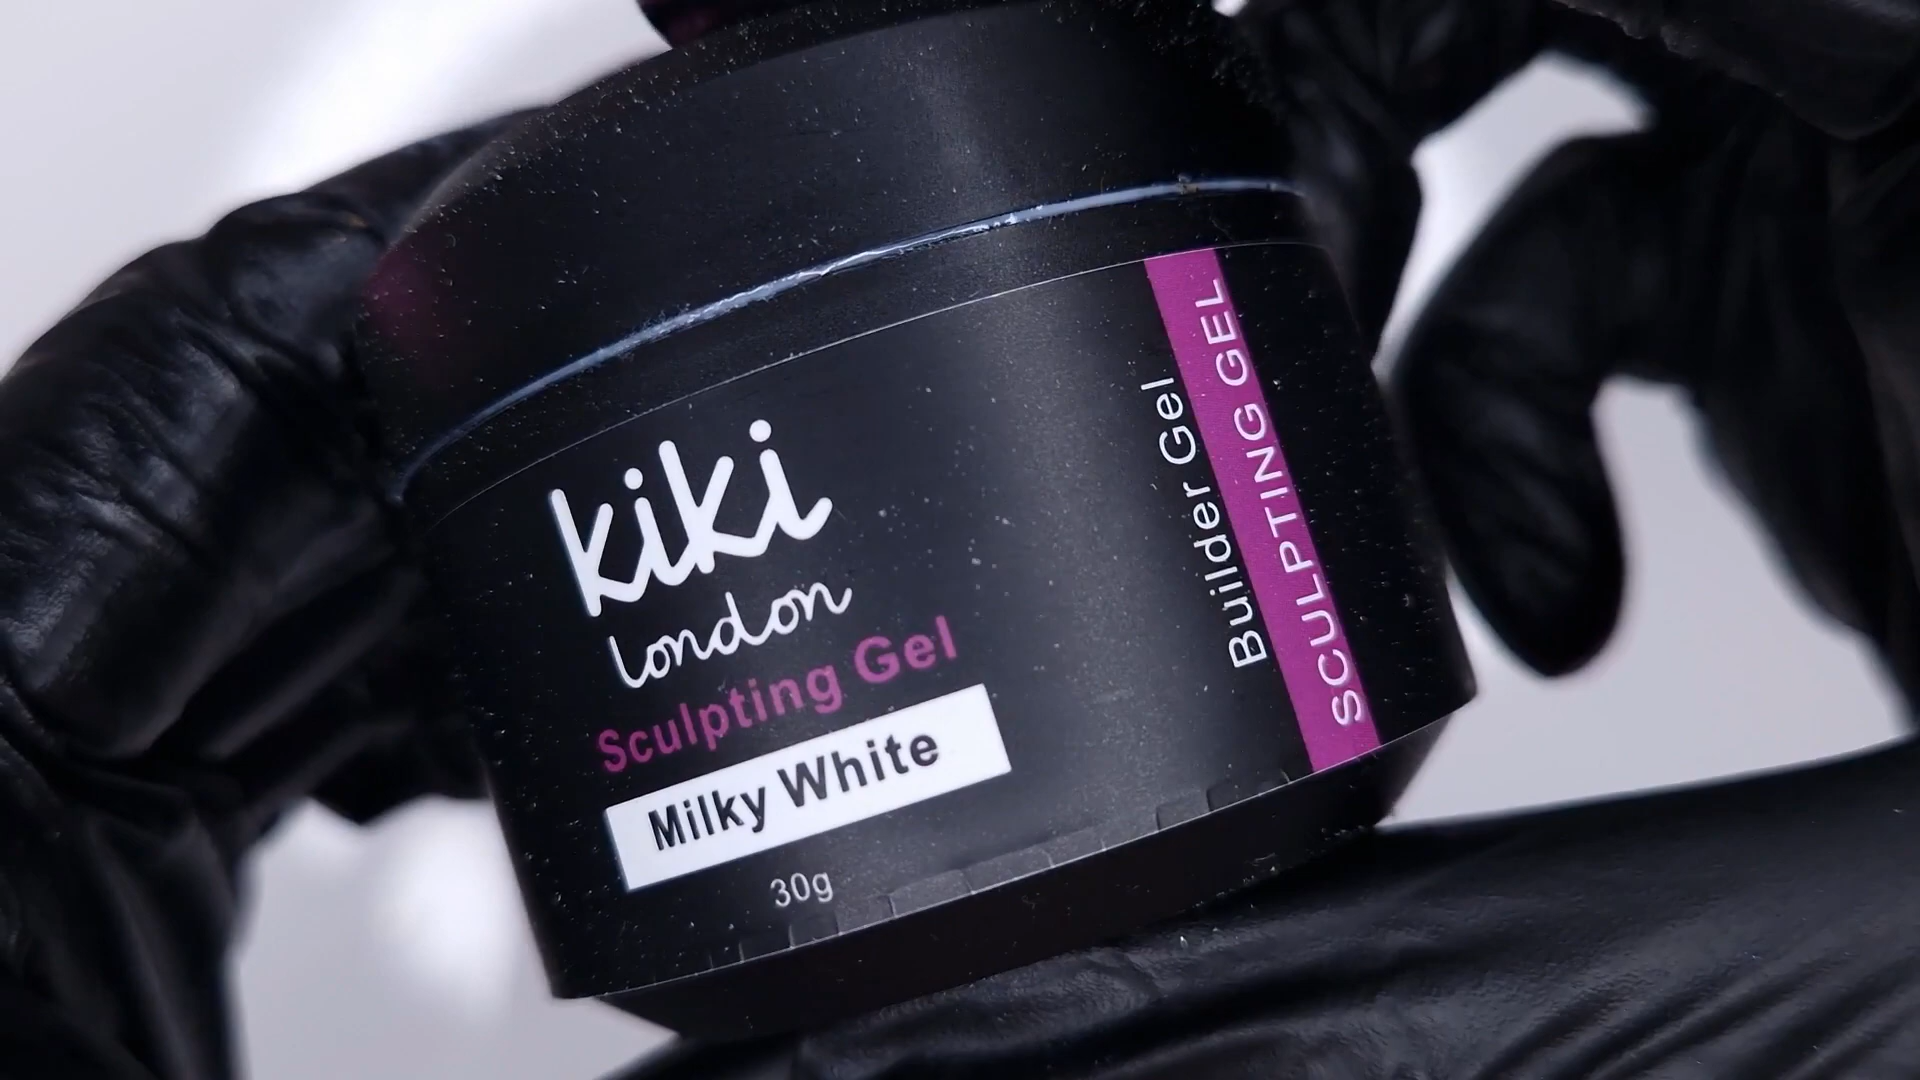 kiki
london
Sculpting Gel
Milky White
30g
Builder Gel
SCULPTING GEL